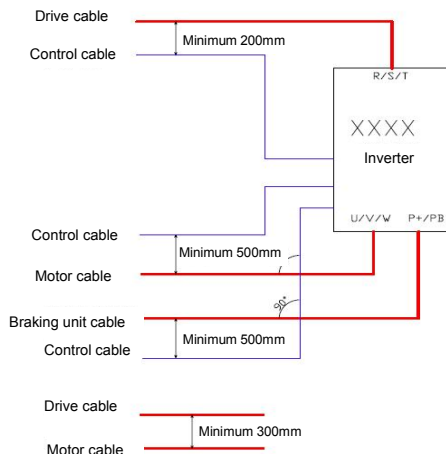 Drive cable
Minimum 200mm
Control cable
R/S/T
XXXX
Inverter
U/V/W P+/PB
Control cable
Minimum 500mm
Motor cable
90°
Braking unit cable
Minimum 500mm
Control cable
Drive cable
Minimum 300mm
Motor cable